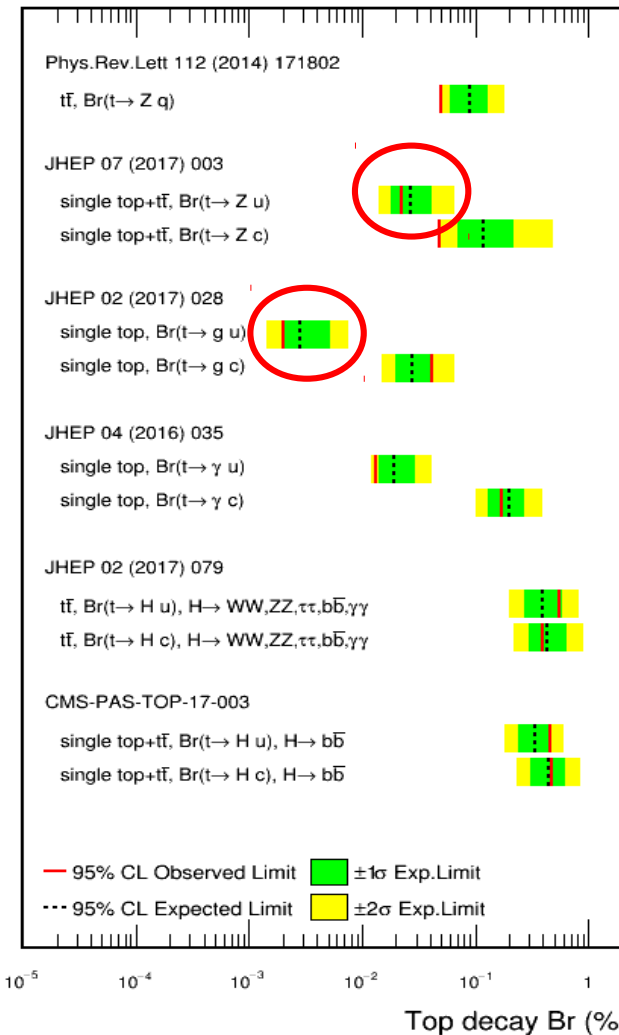 Phys.Rev.Lett 112 (2014) 171802
tt̅, Br(t→ Z q)
JHEP 07 (2017) 003
single top+tt̅, Br(t→ Z u)
single top+tt̅, Br(t→ Z c)
JHEP 02 (2017) 028
single top, Br(t→ g u)
single top, Br(t→ g c)
JHEP 04 (2016) 035
single top, Br(t→ γ u)
single top, Br(t→ γ c)
JHEP 02 (2017) 079
tt̅, Br(t→ H u), H→ WW,ZZ,ττ,bb̅,γγ
tt̅, Br(t→ H c), H→ WW,ZZ,ττ,bb̅,γγ
CMS-PAS-TOP-17-003
single top+tt̅, Br(t→ H u), H→ bb̅
single top+tt̅, Br(t→ H c), H→ bb̅
95% CL Observed Limit ±1σ Exp.Limit
95% CL Expected Limit ±2σ Exp.Limit
10⁻⁵ 10⁻⁴ 10⁻³ 10⁻² 10⁻¹ 1
Top decay Br (%